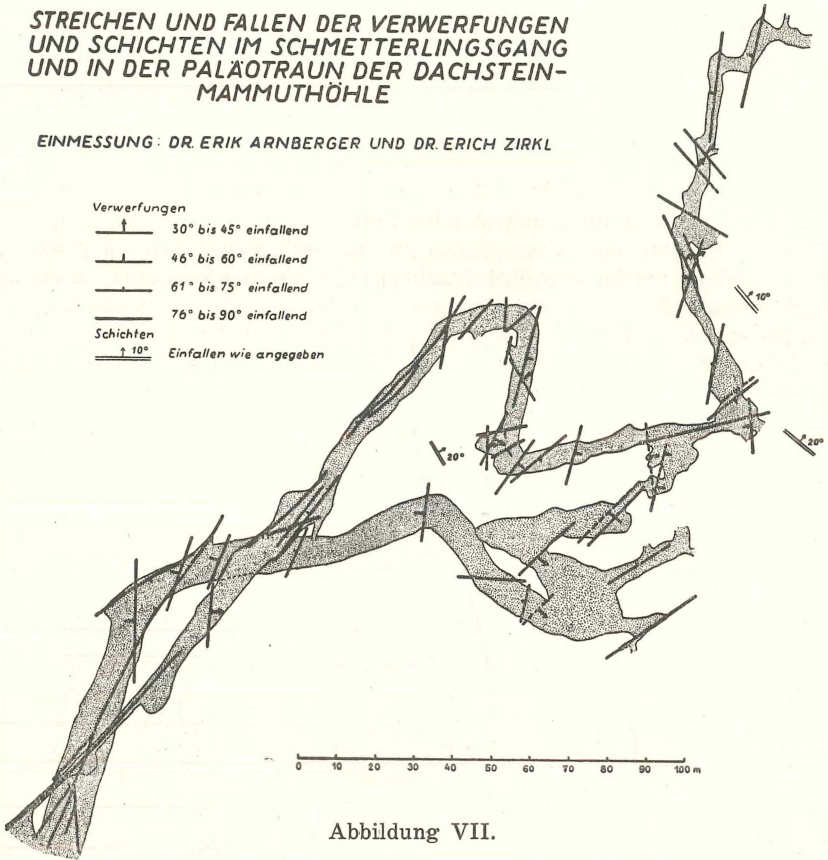 STREICHEN UND FALLEN DER VERWERFUNGEN
UND SCHICHTEN IM SCHMETTERLINGSGANG
UND IN DER PALÄOTRAUN DER DACHSTEIN-
MAMMUTHÖHLE
EINMESSUNG: DR. ERIK ARNBERGER UND DR. ERICH ZIRKL
Verwerfungen
30° bis 45° einfallend
46° bis 60° einfallend
61° bis 75° einfallend
76° bis 90° einfallend
Schichten
10° Einfallen wie angegeben
10°
20°
20°
0 10 20 30 40 50 60 70 80 90 100 m
Abbildung VII.